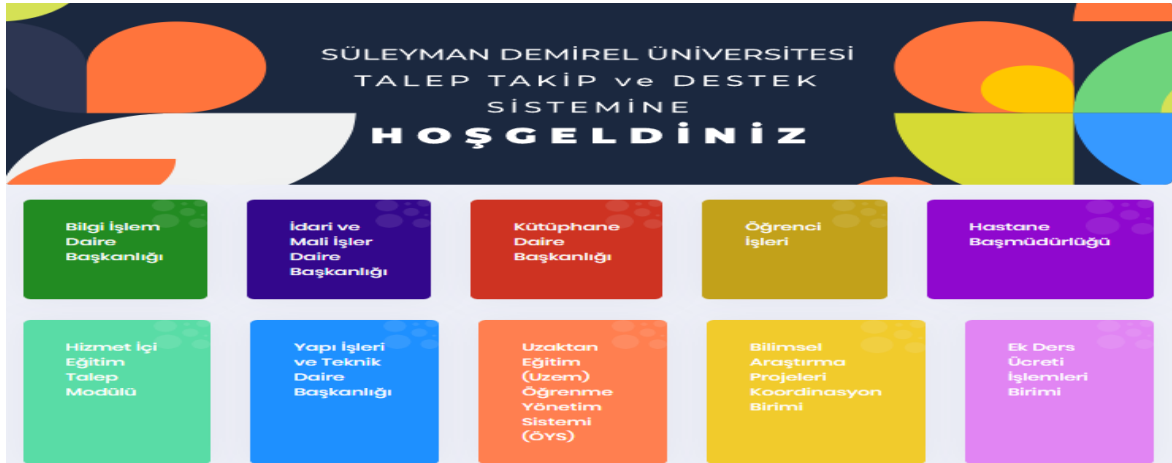 SÜLEYMAN DEMİREL ÜNİVERSİTESİ
TALEP TAKİP ve DESTEK
SİSTEMİNE
HOŞGELDİNİZ
Bilgi İşlem
Daire
Başkanlığı
İdari ve
Mali İşler
Daire
Başkanlığı
Kütüphane
Daire
Başkanlığı
Öğrenci
İşleri
Hastane
Başmüdürlüğü
Hizmet İçi
Eğitim
Talep
Modülü
Yapı İşleri
ve Teknik
Daire
Başkanlığı
Uzaktan
Eğitim
(Uzem)
Öğrenme
Yönetim
Sistemi
(ÖYS)
Bilimsel
Araştırma
Projeleri
Koordinasyon
Birimi
Ek Ders
Ücreti
İşlemleri
Birimi